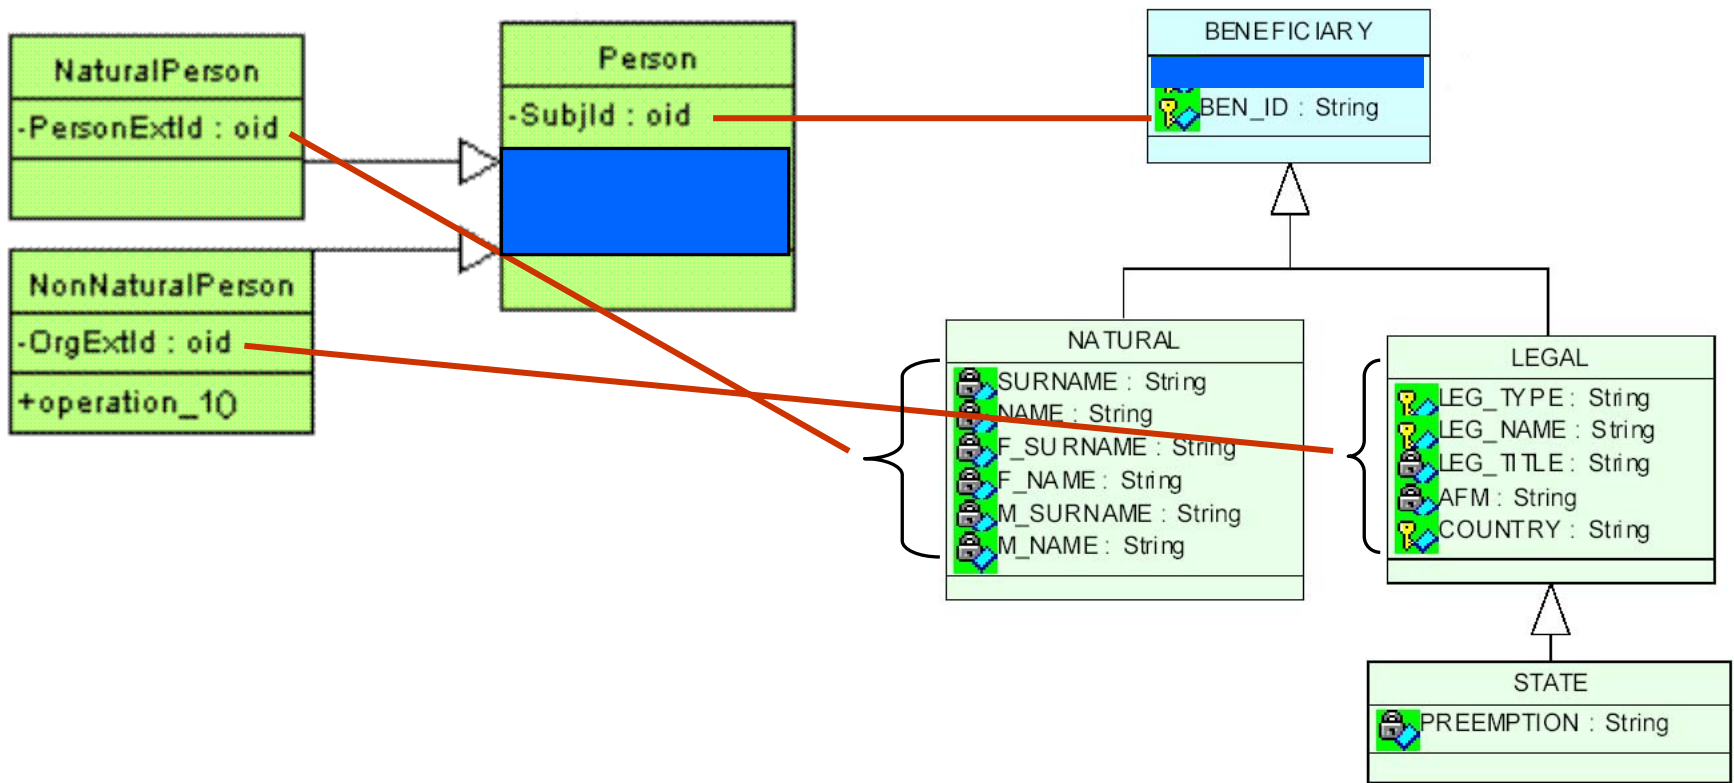 NaturalPerson
-PersonExtId : oid
NonNaturalPerson
-OrgExtId : oid
+operation_1()
Person
-SubjId : oid
BENEFICIARY
BEN_ID : String
NATURAL
SURNAME : String
NAME : String
F_SURNAME : String
F_NAME : String
M_SURNAME : String
M_NAME : String
LEGAL
LEG_TYPE : String
LEG_NAME : String
LEG_TITLE : String
AFM : String
COUNTRY : String
STATE
PREEMPTION : String